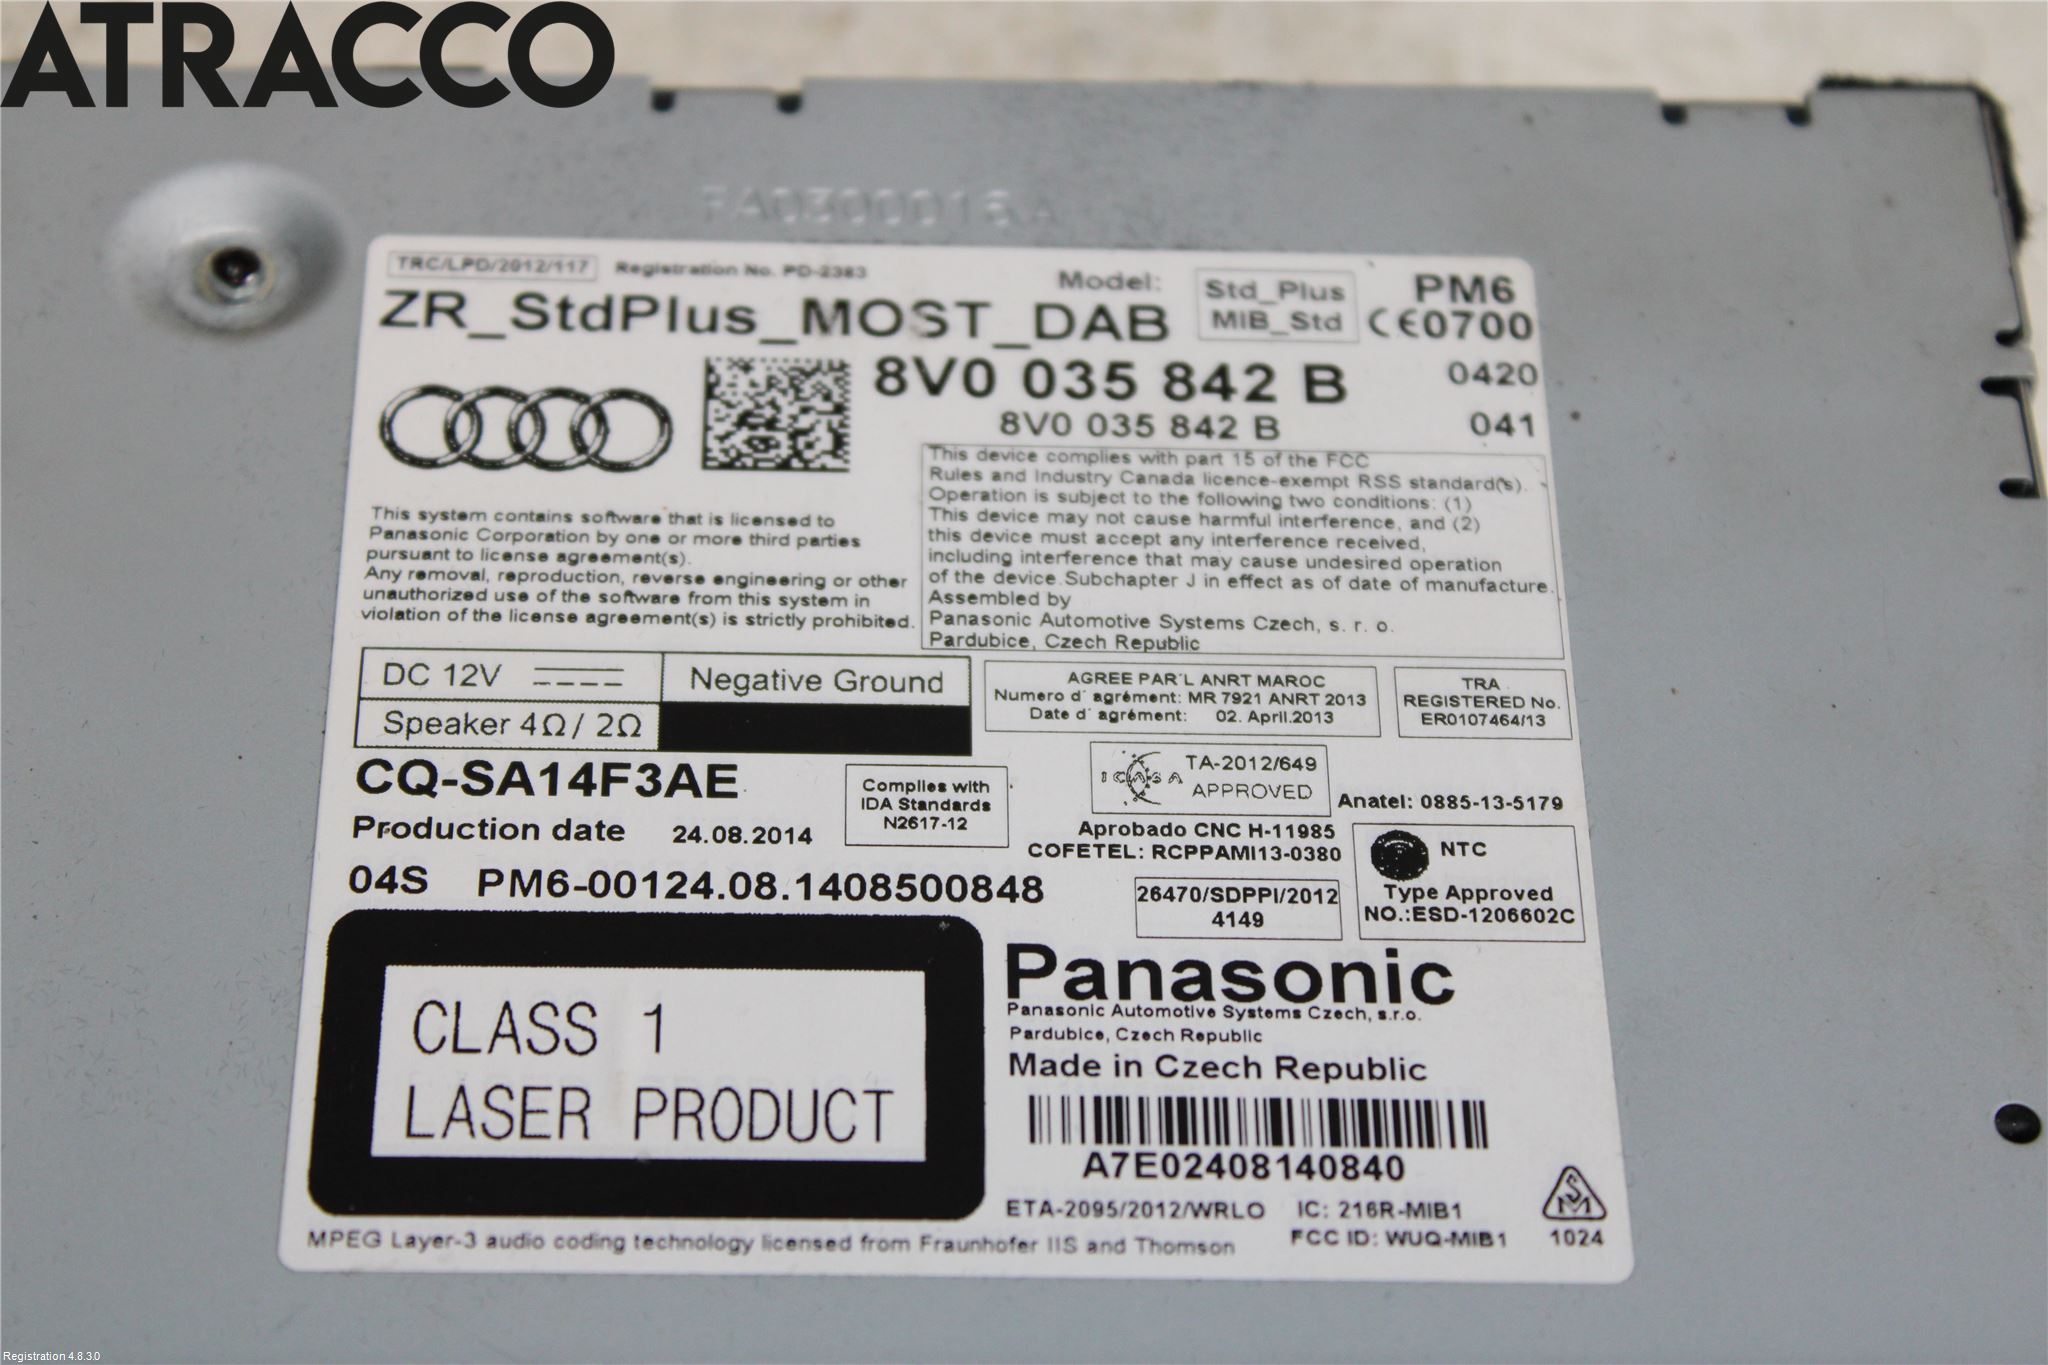 ATRACCO
FA0300016A
TRC/LPD/2012/117 Registration No. PD-2383
Model: Std_Plus MIB_Std
PM6
ZR_StdPlus_MOST_DAB
CE0700
8V0 035 842 B 0420
8V0 035 842 B 041
This device complies with part 15 of the FCC
Rules and Industry Canada licence-exempt RSS standard(s).
Operation is subject to the following two conditions: (1)
This device may not cause harmful interference, and (2)
this device must accept any interference received,
including interference that may cause undesired operation
of the device.Subchapter J in effect as of date of manufacture.
Assembled by
Panasonic Automotive Systems Czech, s. r. o.
Pardubice, Czech Republic
This system contains software that is licensed to
Panasonic Corporation by one or more third parties
pursuant to license agreement(s).
Any removal, reproduction, reverse engineering or other
unauthorized use of the software from this system in
violation of the license agreement(s) is strictly prohibited.
DC 12V Negative Ground
Speaker 4Ω/ 2Ω
AGREE PAR´L ANRT MAROC
Numero d´ agrément: MR 7921 ANRT 2013
Date d´ agrément: 02. April.2013
TRA
REGISTERED No.
ER0107464/13
CQ-SA14F3AE
Complies with
IDA Standards
N2617-12
ICASA TA-2012/649
APPROVED
Anatel: 0885-13-5179
Production date 24.08.2014
Aprobado CNC H-11985
COFETEL: RCPPAMI13-0380
NTC
Type Approved
NO.:ESD-1206602C
04S PM6-00124.08.1408500848
26470/SDPPI/2012
4149
CLASS 1
LASER PRODUCT
Panasonic
Panasonic Automotive Systems Czech, s.r.o.
Pardubice, Czech Republic
Made in Czech Republic
A7E02408140840
ETA-2095/2012/WRLO IC: 216R-MIB1
FCC ID: WUQ-MIB1
SM
1024
MPEG Layer-3 audio coding technology licensed from Fraunhofer IIS and Thomson
Registration 4.8.3.0